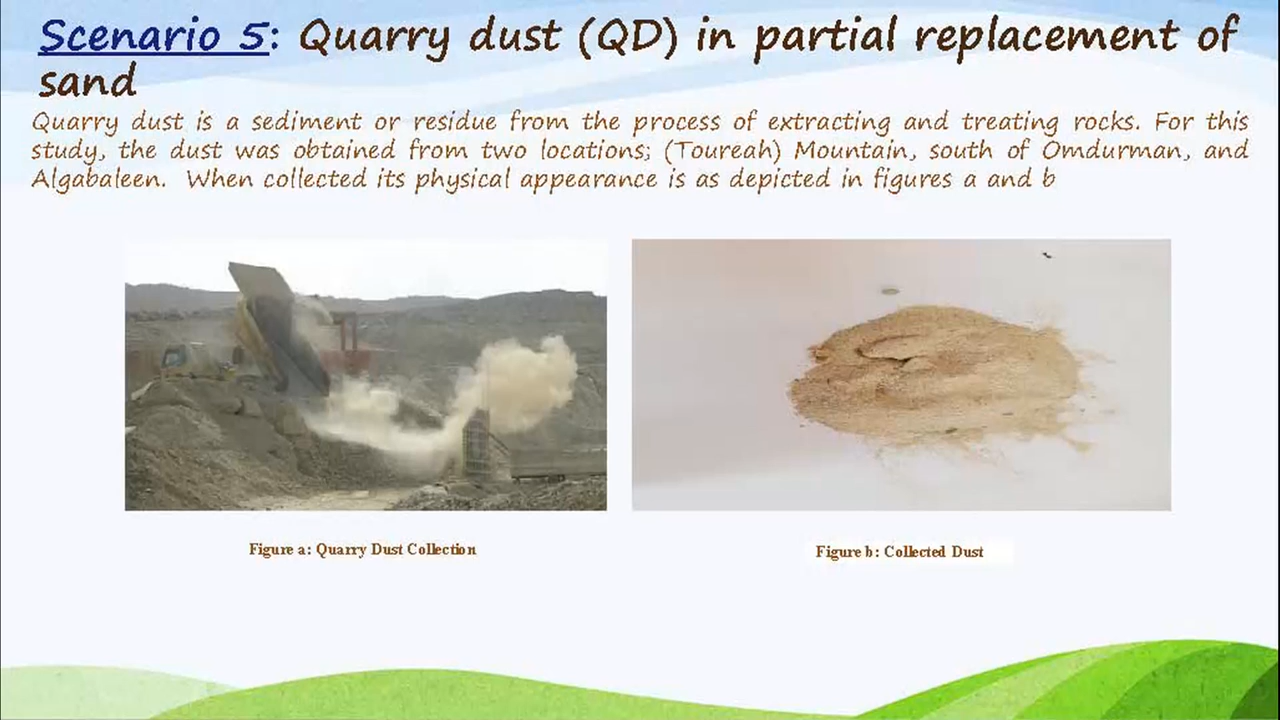 Scenario 5: Quarry dust (QD) in partial replacement of
sand
Quarry dust is a sediment or residue from the process of extracting and treating rocks. For this
study, the dust was obtained from two locations; (Toureah) Mountain, south of Omdurman, and
Algabaleen. When collected its physical appearance is as depicted in figures a and b
Figure a: Quarry Dust Collection
Figure b: Collected Dust